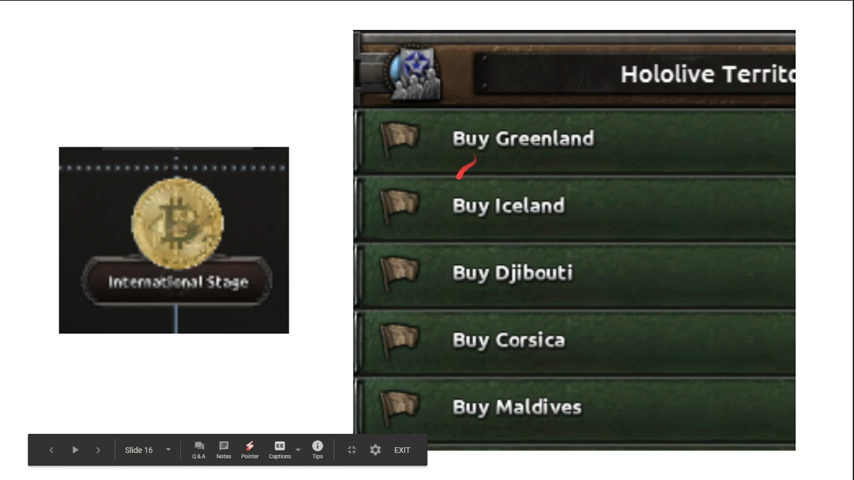 International Stage
Hololive Territo
Buy Greenland
Buy Iceland
Buy Djibouti
Buy Corsica
Buy Maldives
Slide 16
Q & A
Notes
Pointer
CC
Captions
Tips
EXIT